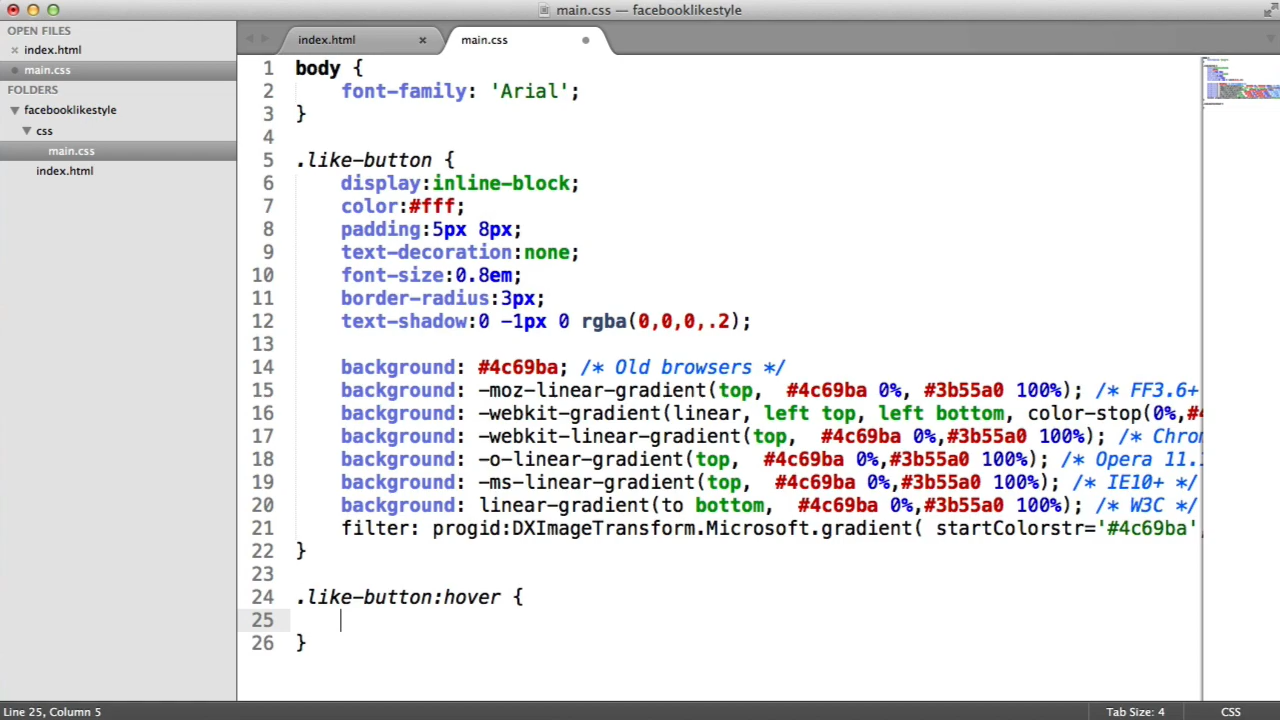 main.css — facebooklikestyle
OPEN FILES
index.html
main.css
FOLDERS
facebooklikestyle
css
main.css
index.html
index.html
main.css
1 body {
2 font-family: 'Arial';
3 }
4
5 .like-button {
6 display:inline-block;
7 color:#fff;
8 padding:5px 8px;
9 text-decoration:none;
10 font-size:0.8em;
11 border-radius:3px;
12 text-shadow:0 -1px 0 rgba(0,0,0,.2);
13
14 background: #4c69ba; /* Old browsers */
15 background: -moz-linear-gradient(top,  #4c69ba 0%, #3b55a0 100%); /* FF3.6+
16 background: -webkit-gradient(linear, left top, left bottom, color-stop(0%,#4
17 background: -webkit-linear-gradient(top,  #4c69ba 0%,#3b55a0 100%); /* Chro
18 background: -o-linear-gradient(top,  #4c69ba 0%,#3b55a0 100%); /* Opera 11.
19 background: -ms-linear-gradient(top,  #4c69ba 0%,#3b55a0 100%); /* IE10+ */
20 background: linear-gradient(to bottom,  #4c69ba 0%,#3b55a0 100%); /* W3C */
21 filter: progid:DXImageTransform.Microsoft.gradient( startColorstr='#4c69ba'
22 }
23
24 .like-button:hover {
25
26 }
Line 25, Column 5
Tab Size: 4
CSS